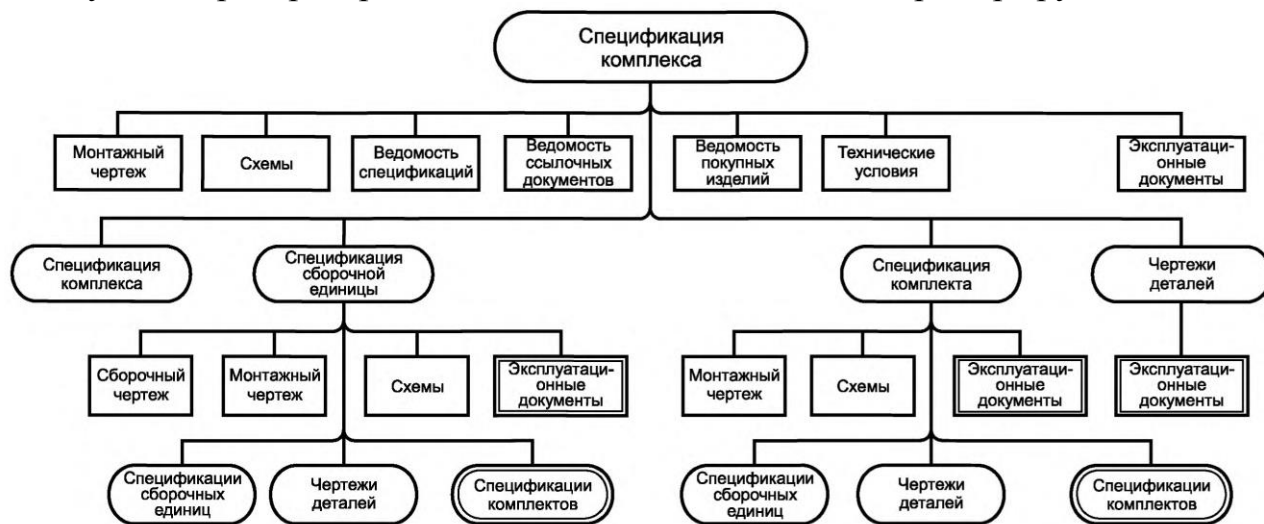 Спецификация
комплекса
Монтажный
чертеж
Схемы
Ведомость
спецификаций
Ведомость
ссылочных
документов
Ведомость
покупных
изделий
Технические
условия
Эксплуатаци-
онные
документы
Спецификация
комплекса
Спецификация
сборочной
единицы
Спецификация
комплекта
Чертежи
деталей
Сборочный
чертеж
Монтажный
чертеж
Схемы
Эксплуатаци-
онные
документы
Монтажный
чертеж
Схемы
Эксплуатаци-
онные
документы
Эксплуатаци-
онные
документы
Спецификации
сборочных
единиц
Чертежи
деталей
Спецификации
комплектов
Спецификации
сборочных
единиц
Чертежи
деталей
Спецификации
комплектов